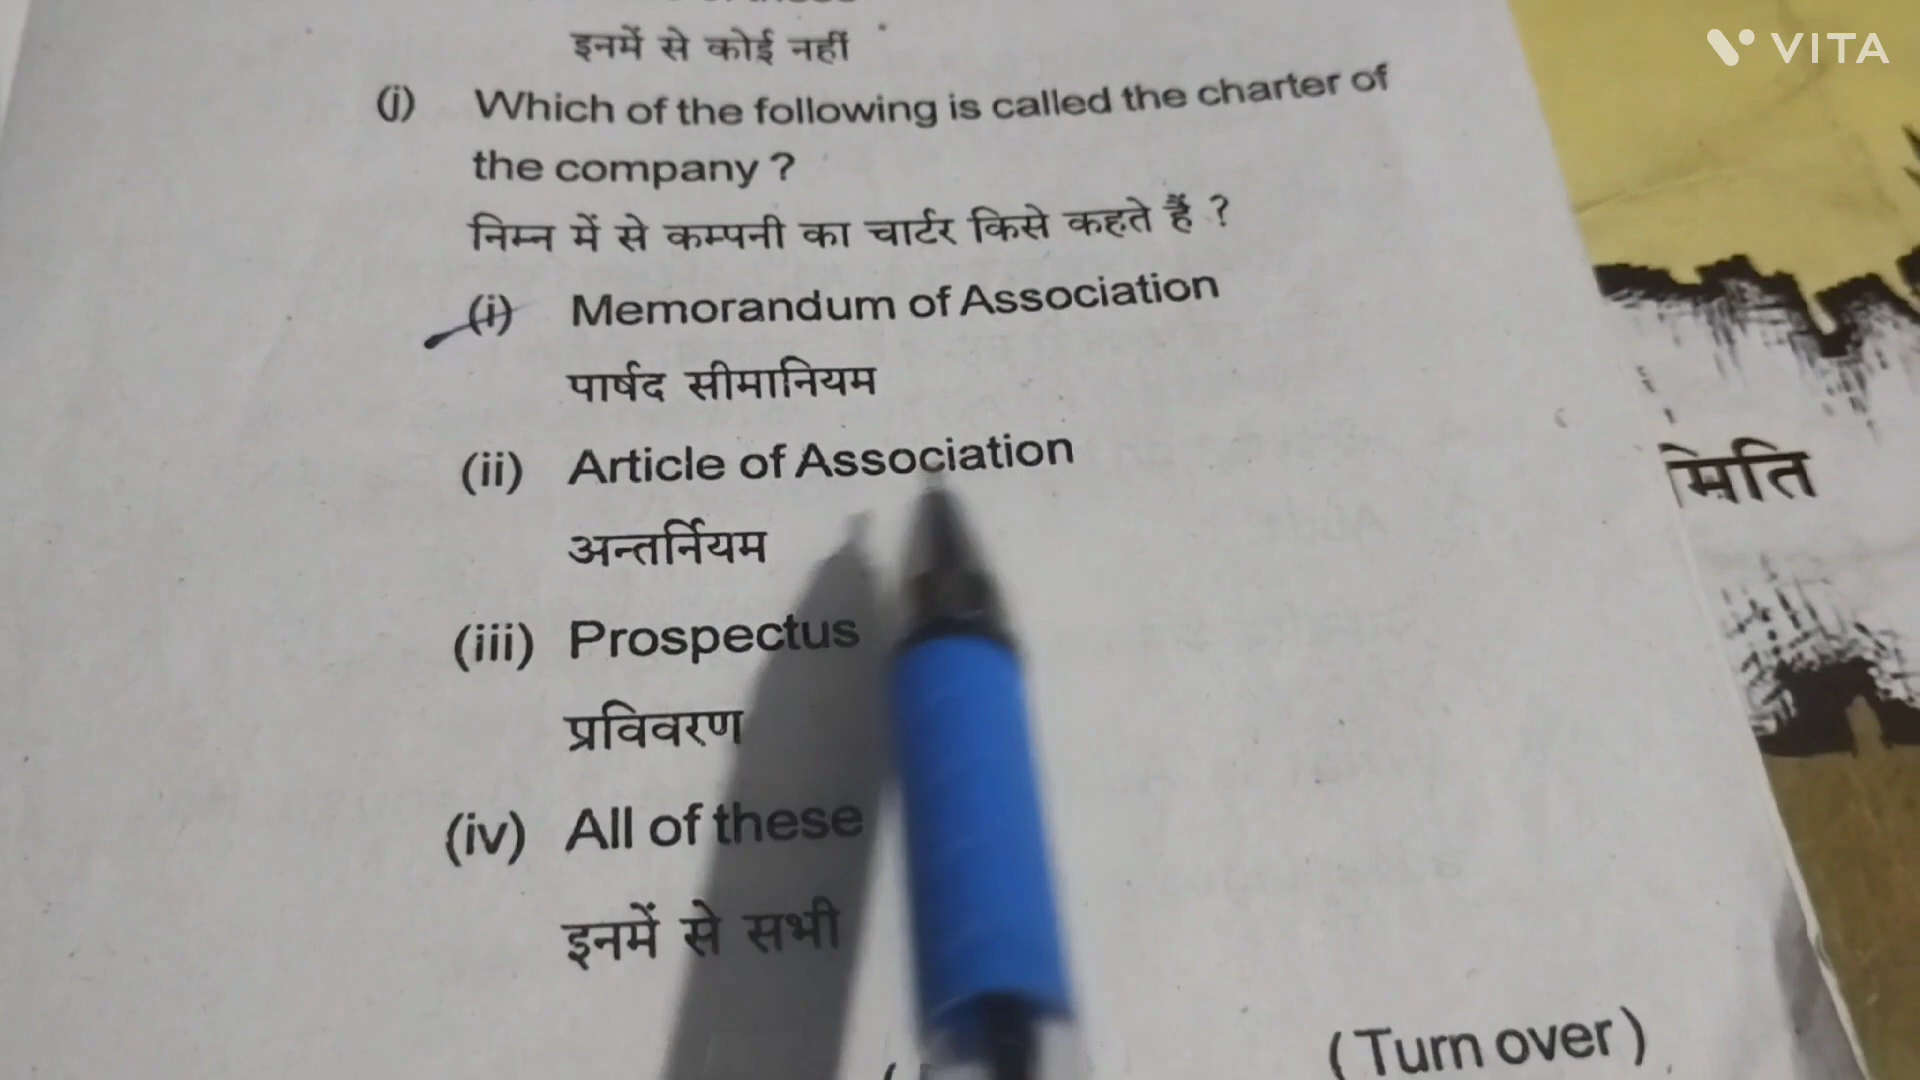 इनमें से कोई नहीं
VITA
(j) Which of the following is called the charter of
the company ?
निम्न में से कम्पनी का चार्टर किसे कहते हैं ?
(i) Memorandum of Association
पार्षद सीमानियम
(ii) Article of Association
अन्तर्नियम
मिति
(iii) Prospectus
प्रविवरण
(iv) All of these
इनमें से सभी
(Turn over)